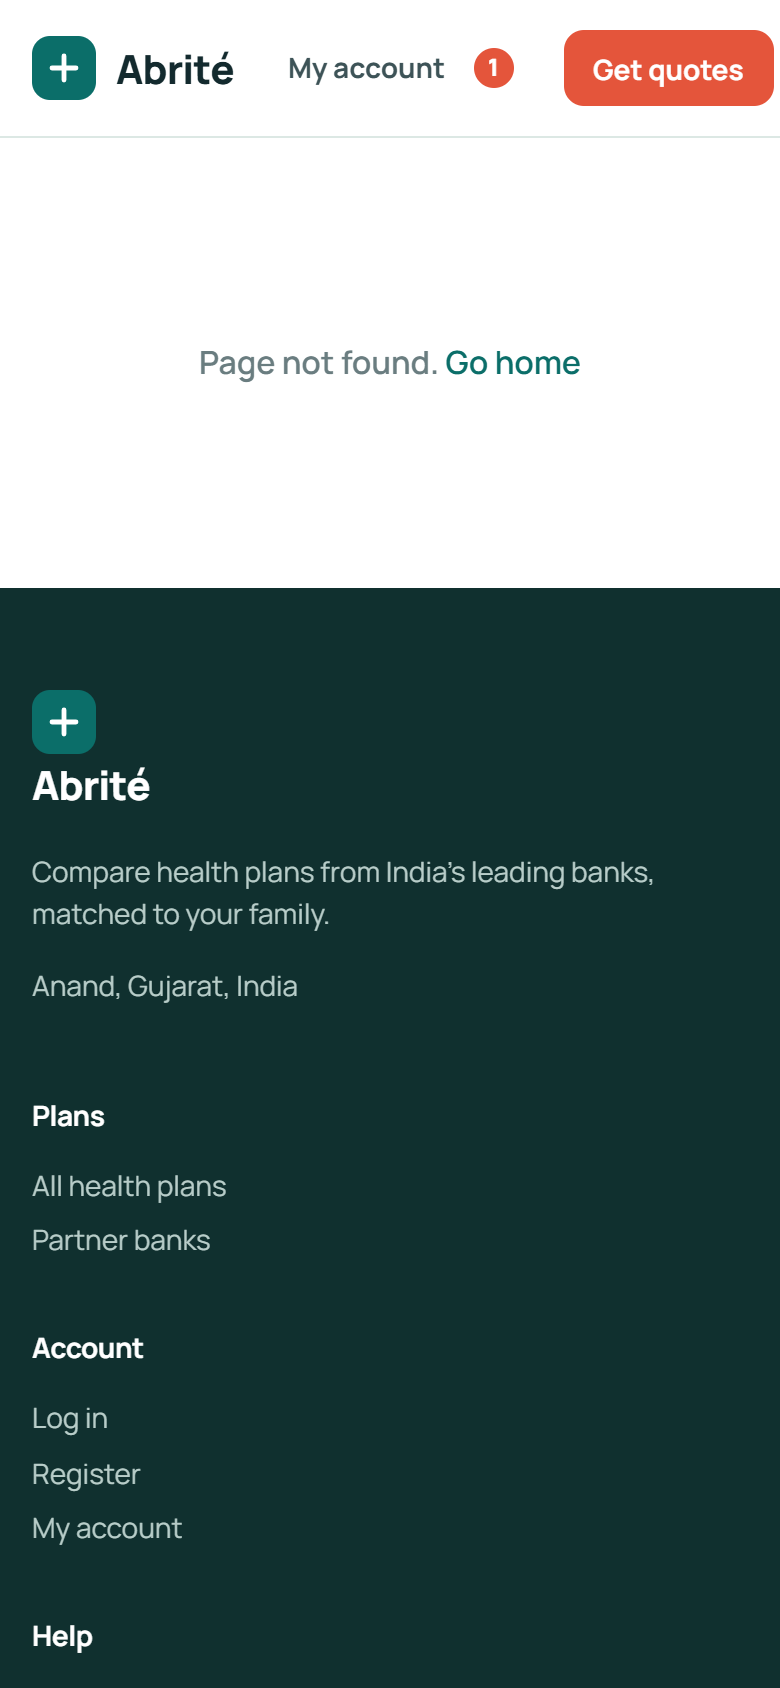 Abrité
My account
1
Get quotes
Page not found. Go home
Abrité
Compare health plans from India’s leading banks,
matched to your family.
Anand, Gujarat, India
Plans
All health plans
Partner banks
Account
Log in
Register
My account
Help